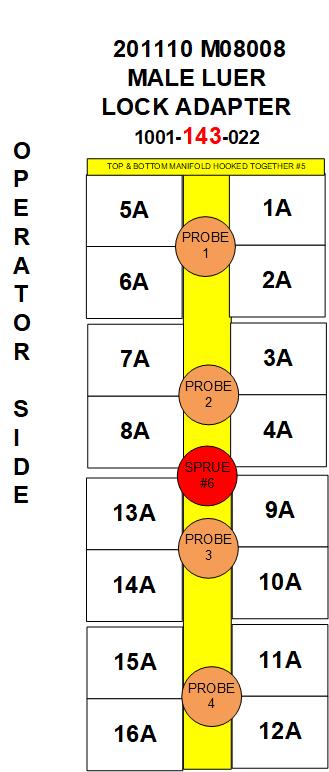 201110 M08008
MALE LUER
LOCK ADAPTER
1001-143-022
OPERATOR SIDE
TOP & BOTTOM MANIFOLD HOOKED TOGETHER #5
5A
1A
PROBE
1
6A
2A
7A
3A
PROBE
2
8A
4A
SPRUE
#6
13A
9A
PROBE
3
14A
10A
15A
11A
PROBE
4
16A
12A